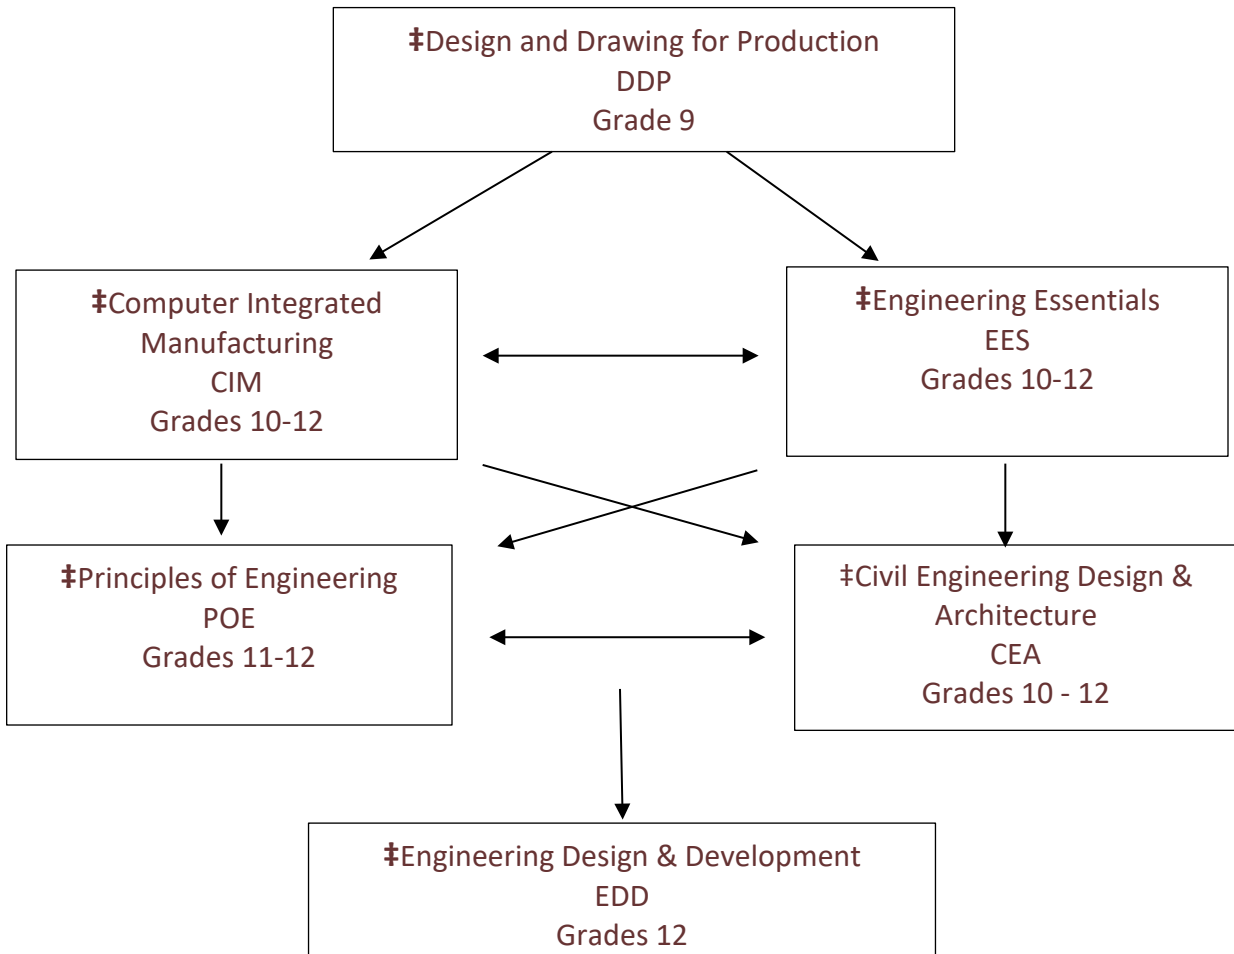 ‡Design and Drawing for Production
DDP
Grade 9
‡Computer Integrated
Manufacturing
CIM
Grades 10-12
‡Engineering Essentials
EES
Grades 10-12
‡Principles of Engineering
POE
Grades 11-12
‡Civil Engineering Design &
Architecture
CEA
Grades 10 - 12
‡Engineering Design & Development
EDD
Grades 12